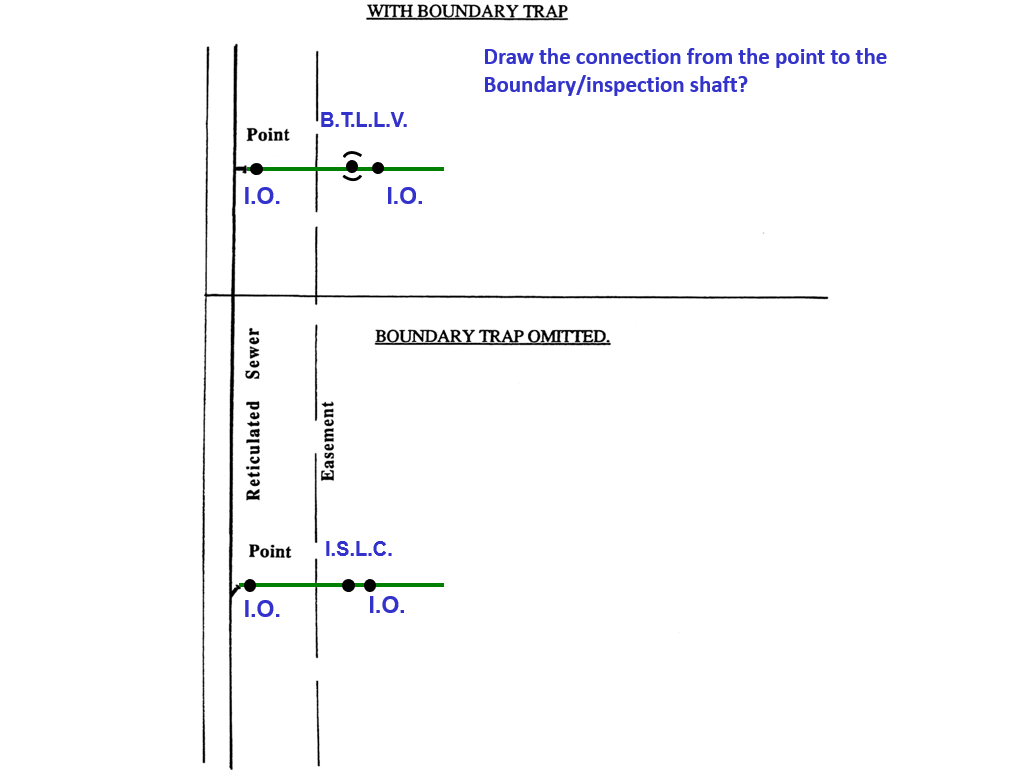 WITH BOUNDARY TRAP
Draw the connection from the point to the
Boundary/inspection shaft?
B.T.L.L.V.
Point
I.O.
I.O.
BOUNDARY TRAP OMITTED.
Reticulated Sewer
Easement
Point
I.S.L.C.
I.O.
I.O.